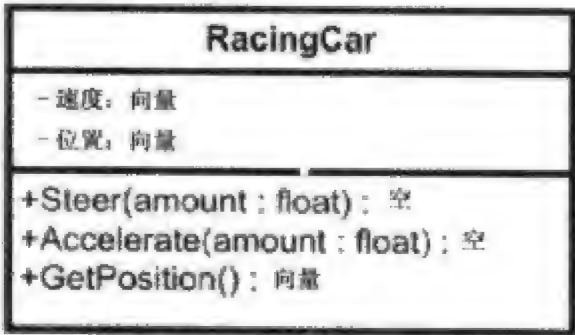 RacingCar
-速度：向量
-位置：向量
+Steer(amount : float) : 空
+Accelerate(amount : float) : 空
+GetPosition() : 向量